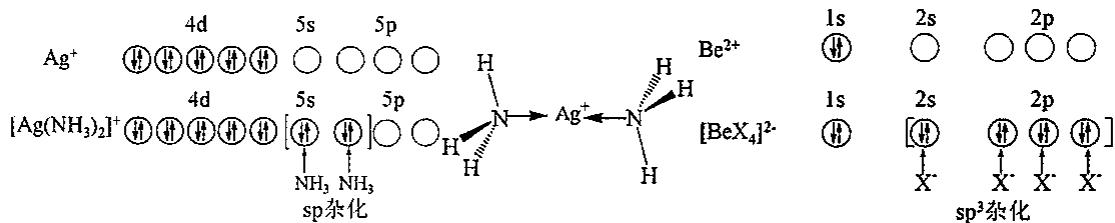 4d 5s 5p
Ag⁺
4d 5s 5p
[Ag(NH₃)₂]⁺ [ ]
NH₃ NH₃
sp杂化
H
N Ag⁺ N
H H
H H
H
1s 2s 2p
Be²⁺
1s 2s 2p
[BeX₄]²⁻ [ ]
X⁻ X⁻ X⁻ X⁻
sp³杂化